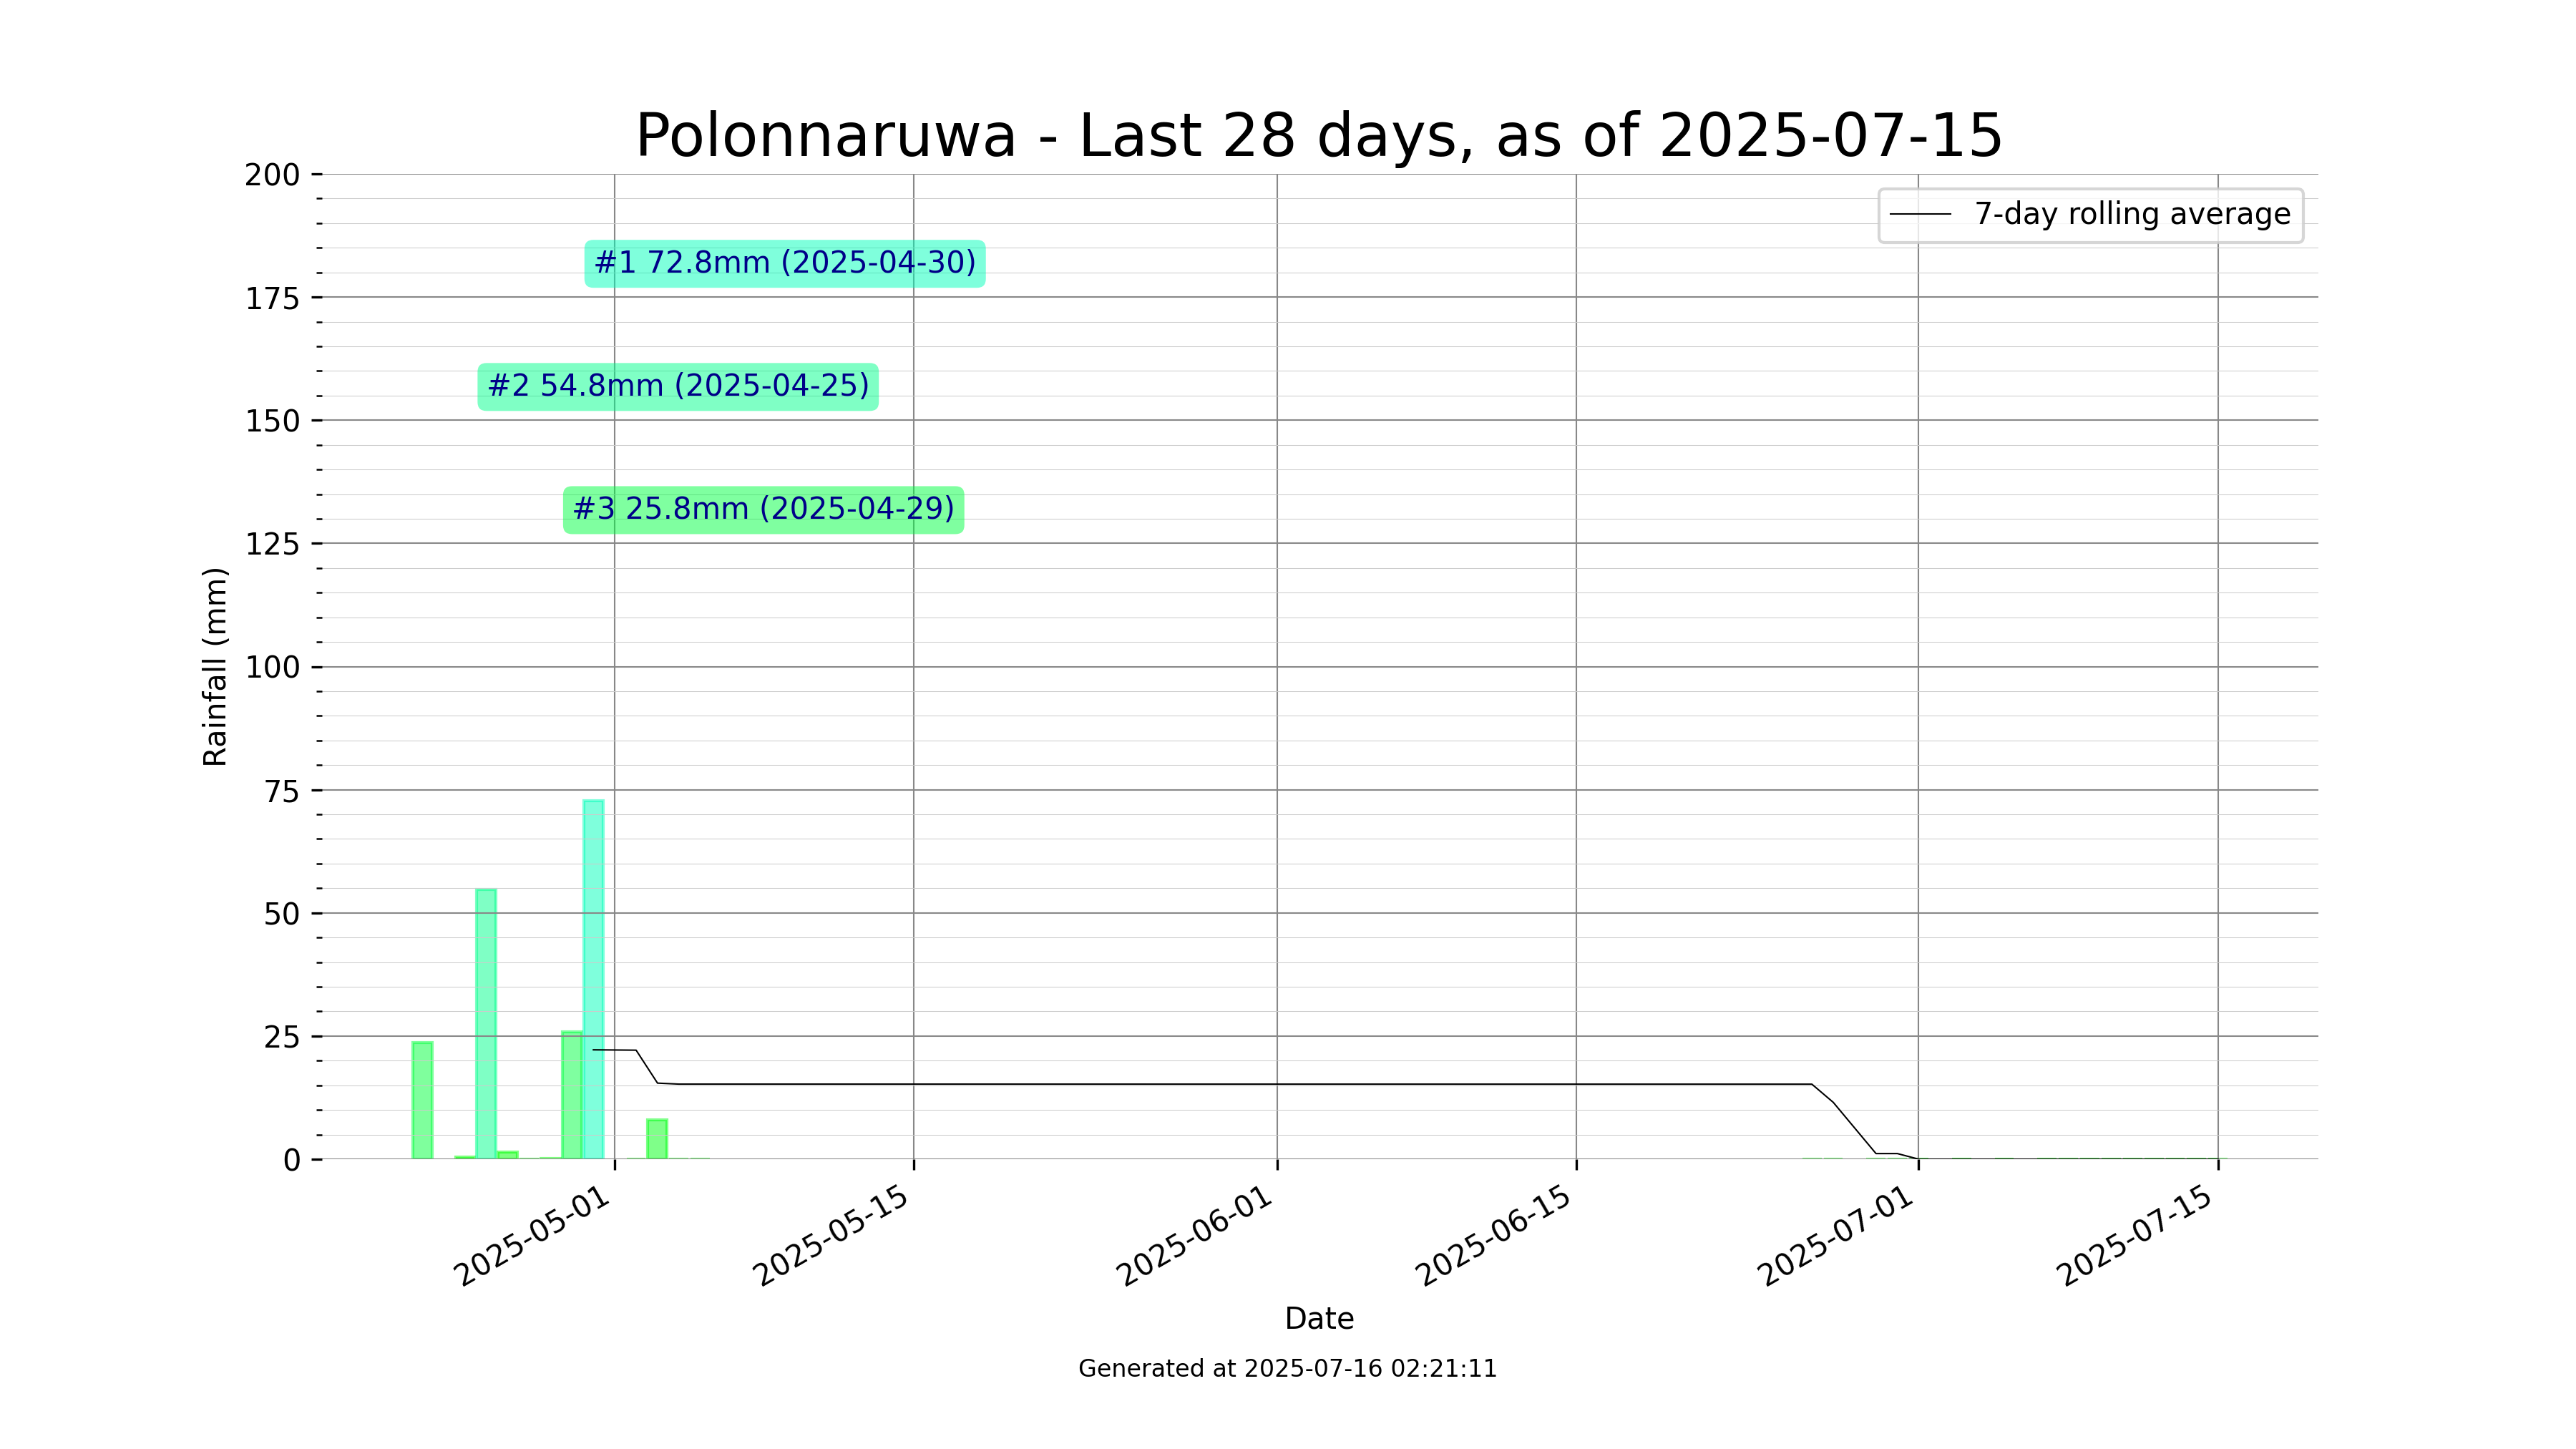 Polonnaruwa - Last 28 days, as of 2025-07-15
7-day rolling average
#1 72.8mm (2025-04-30)
#2 54.8mm (2025-04-25)
#3 25.8mm (2025-04-29)
Rainfall (mm)
200
175
150
125
100
75
50
25
0
2025-05-01
2025-05-15
2025-06-01
2025-06-15
2025-07-01
2025-07-15
Date
Generated at 2025-07-16 02:21:11